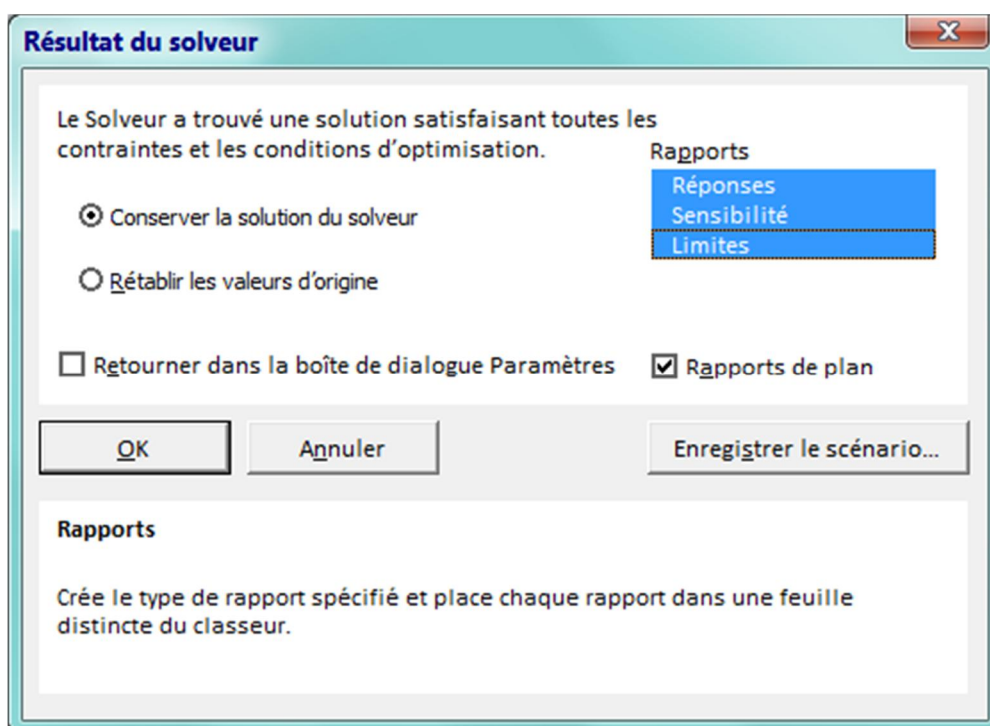 Résultat du solveur
Le Solveur a trouvé une solution satisfaisant toutes les
contraintes et les conditions d'optimisation.
Rapports
Réponses
Sensibilité
Limites
Conserver la solution du solveur
Rétablir les valeurs d'origine
Retourner dans la boîte de dialogue Paramètres
Rapports de plan
OK
Annuler
Enregistrer le scénario...
Rapports
Crée le type de rapport spécifié et place chaque rapport dans une feuille
distincte du classeur.